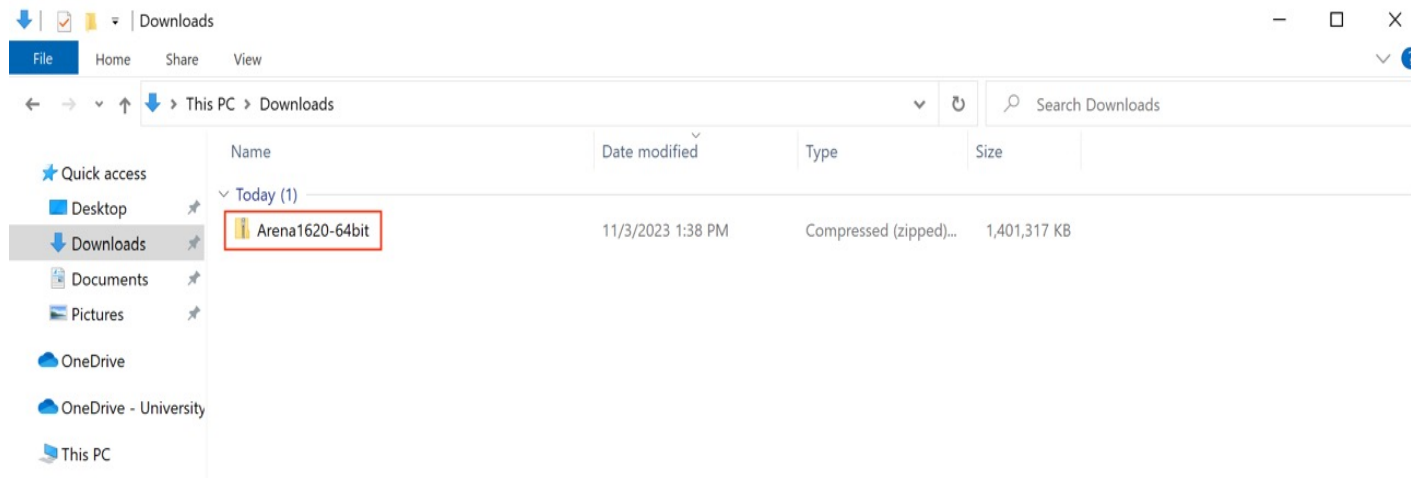 Downloads
File Home Share View
This PC > Downloads
Search Downloads
Name Date modified Type Size
Quick access
Today (1)
Desktop
Arena1620-64bit 11/3/2023 1:38 PM Compressed (zipped)... 1,401,317 KB
Downloads
Documents
Pictures
OneDrive
OneDrive - University
This PC